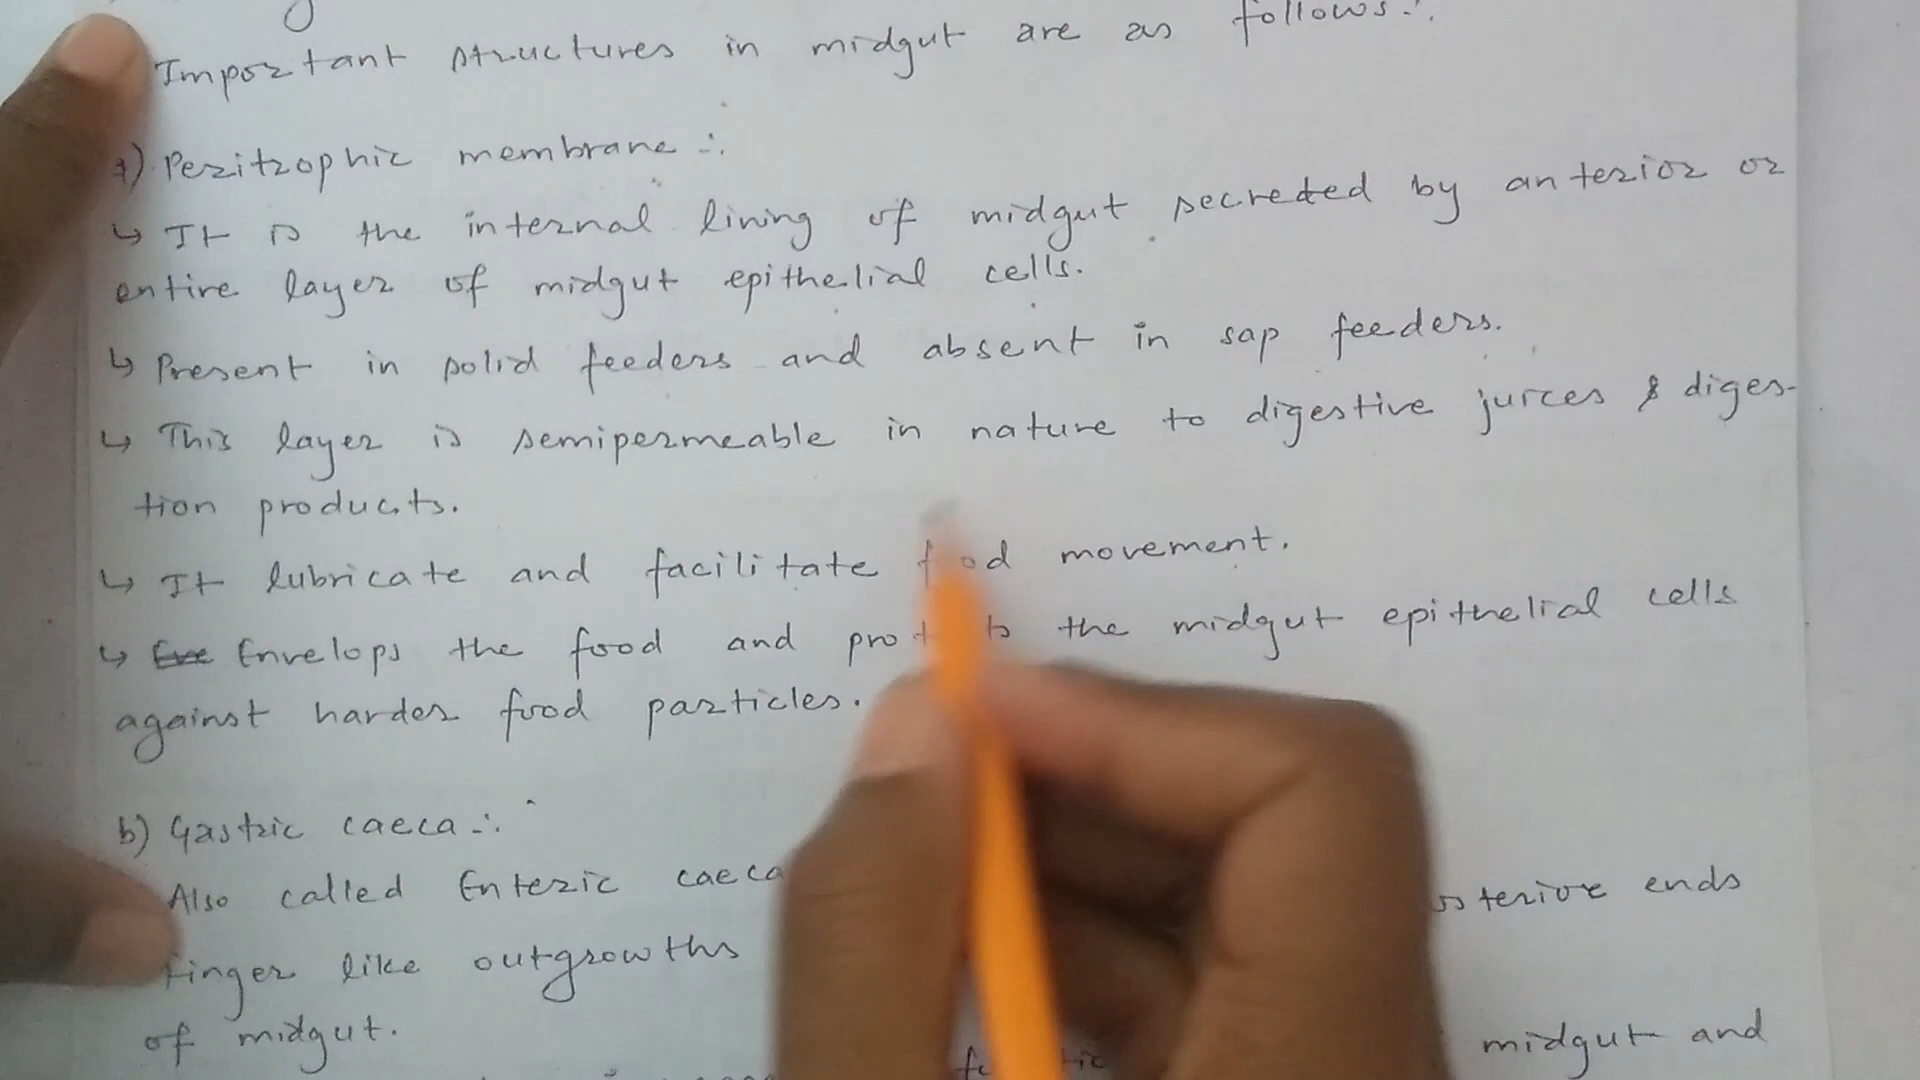 Important structures in midgut are as follows:.
a) Peritrophic membrane :.
↳ It is the internal lining of midgut secreted by anterior or
entire layer of midgut epithelial cells.
↳ Present in solid feeders and absent in sap feeders.
↳ This layer is semipermeable in nature to digestive juices & diges-
tion products.
↳ It lubricate and facilitate food movement.
↳ Envelops the food and the midgut epithelial cells
against harder food particles.
b) Gastric caeca :.
Also called Enteric caeca ends
Finger like outgrowths
of midgut. midgut and